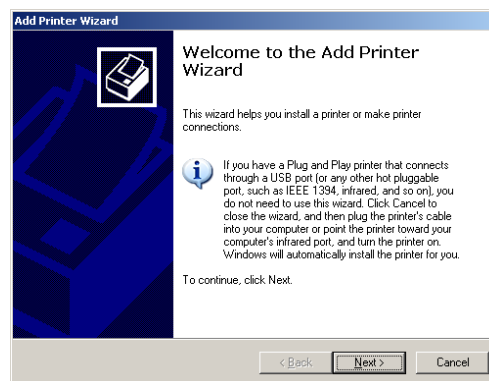 Add Printer Wizard
Welcome to the Add Printer
Wizard
This wizard helps you install a printer or make printer
connections.
If you have a Plug and Play printer that connects
through a USB port (or any other hot pluggable
port, such as IEEE 1394, infrared, and so on), you
do not need to use this wizard. Click Cancel to
close the wizard, and then plug the printer's cable
into your computer or point the printer toward your
computer's infrared port, and turn the printer on.
Windows will automatically install the printer for you.
To continue, click Next.
< Back Next > Cancel